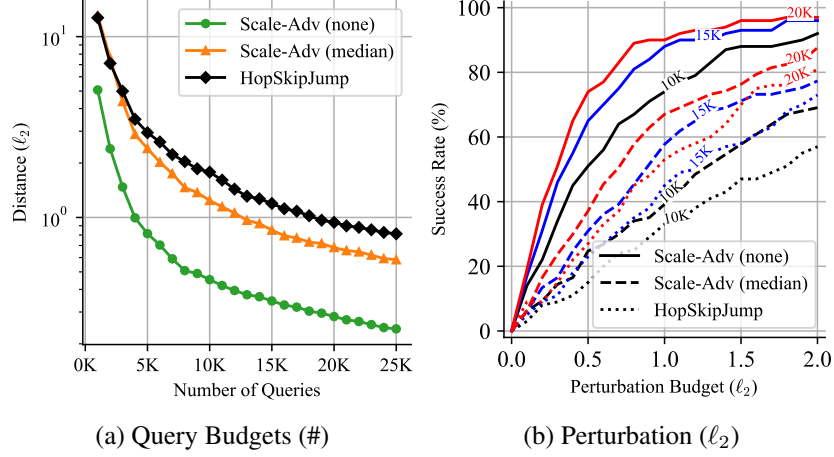 Scale-Adv (none)
Scale-Adv (median)
HopSkipJump
10¹
10⁰
Distance (ℓ₂)
0K 5K 10K 15K 20K 25K
Number of Queries
(a) Query Budgets (#)
100
80
60
40
20
0
Success Rate (%)
20K
15K
10K
20K
20K
15K
15K
10K
10K
Scale-Adv (none)
Scale-Adv (median)
HopSkipJump
0.0 0.5 1.0 1.5 2.0
Perturbation Budget (ℓ₂)
(b) Perturbation (ℓ₂)